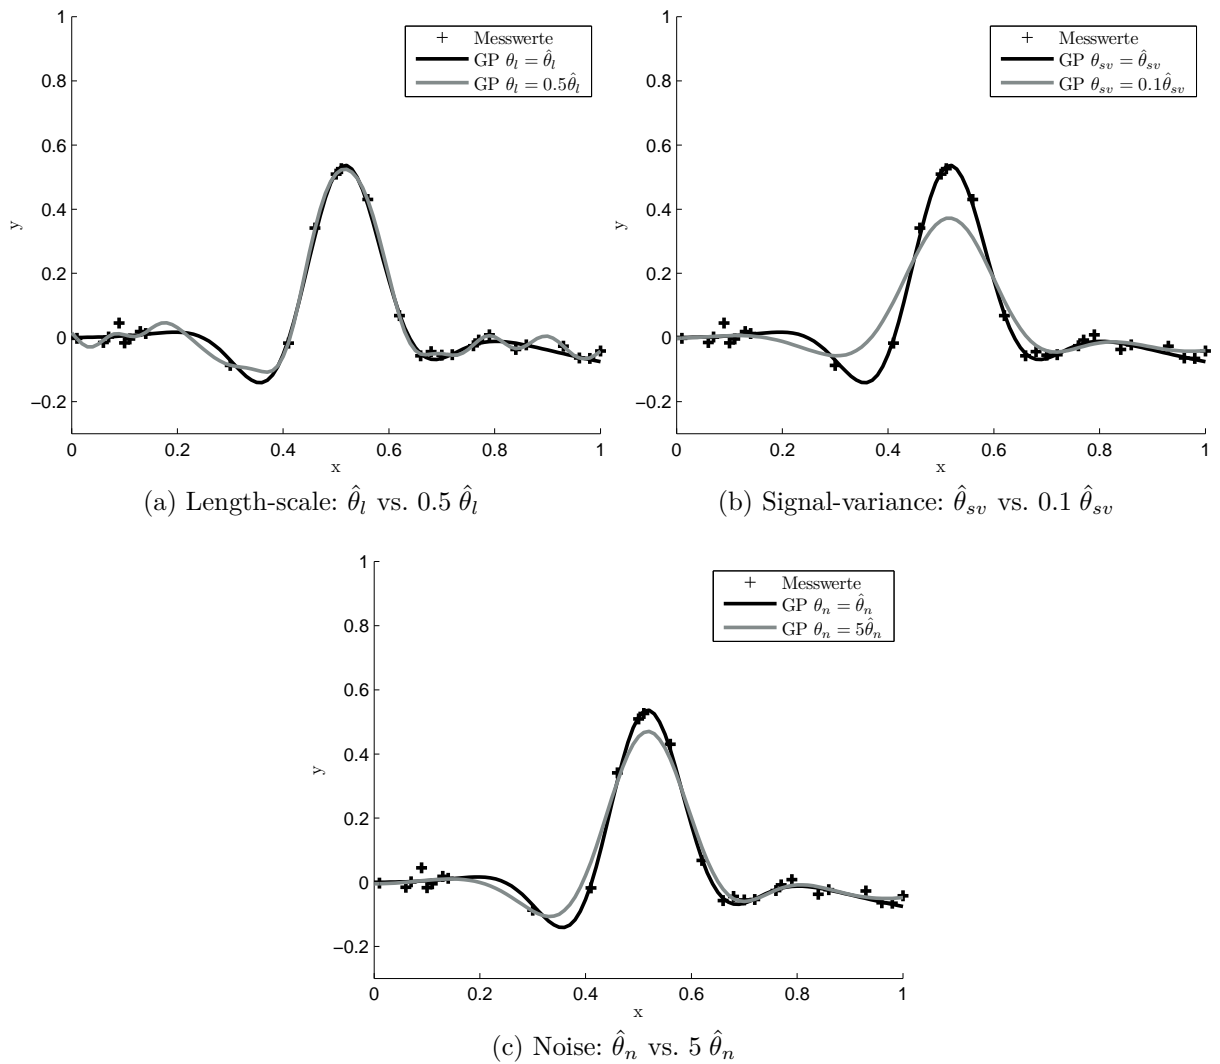 1
0.8
0.6
0.4
0.2
0
−0.2
y
0 0.2 0.4 0.6 0.8 1
x
+ Messwerte
GP θ_l = θ̂_l
GP θ_l = 0.5θ̂_l
(a) Length-scale: θ̂_l vs. 0.5 θ̂_l
1
0.8
0.6
0.4
0.2
0
−0.2
y
0 0.2 0.4 0.6 0.8 1
x
+ Messwerte
GP θ_sv = θ̂_sv
GP θ_sv = 0.1θ̂_sv
(b) Signal-variance: θ̂_sv vs. 0.1 θ̂_sv
1
0.8
0.6
0.4
0.2
0
−0.2
y
0 0.2 0.4 0.6 0.8 1
x
+ Messwerte
GP θ_n = θ̂_n
GP θ_n = 5θ̂_n
(c) Noise: θ̂_n vs. 5 θ̂_n